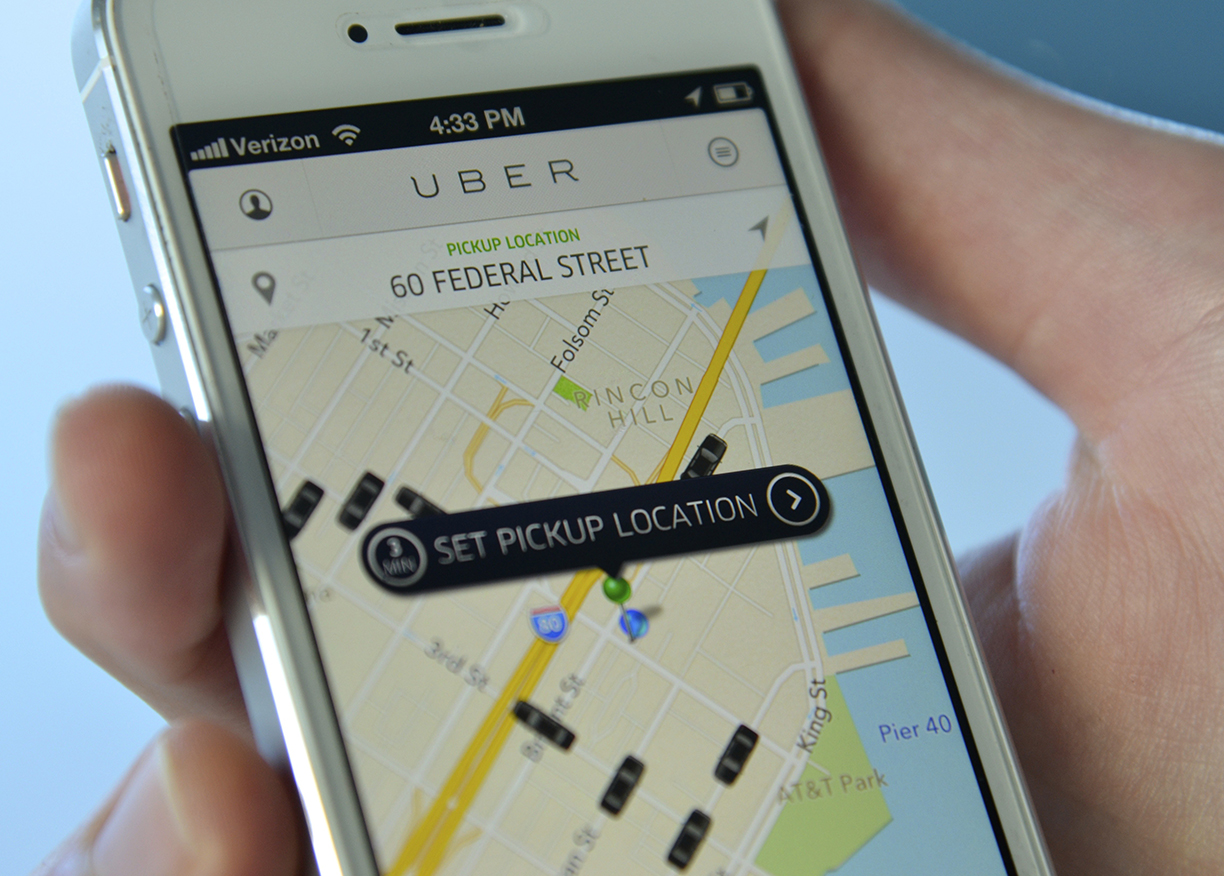 Verizon
4:33 PM
UBER
PICKUP LOCATION
60 FEDERAL STREET
1st St
Folsom St
RINCON
HILL
3 MIN
SET PICKUP LOCATION
80
3rd St
King St
Pier 40
AT&T Park